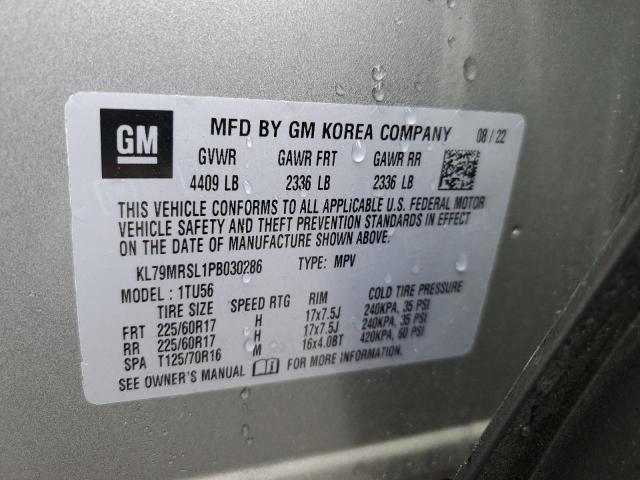 GM
MFD BY GM KOREA COMPANY 08 / 22
GVWR GAWR FRT GAWR RR
4409 LB 2336 LB 2336 LB
THIS VEHICLE CONFORMS TO ALL APPLICABLE U.S. FEDERAL MOTOR
VEHICLE SAFETY AND THEFT PREVENTION STANDARDS IN EFFECT
ON THE DATE OF MANUFACTURE SHOWN ABOVE.
KL79MRSL1PB030286 TYPE: MPV
MODEL : 1TU56
TIRE SIZE SPEED RTG RIM COLD TIRE PRESSURE
FRT 225/60R17 H 17x7.5J 240KPA, 35 PSI
RR 225/60R17 H 17x7.5J 240KPA, 35 PSI
SPA T125/70R16 M 16x4.0BT 420KPA, 60 PSI
SEE OWNER'S MANUAL FOR MORE INFORMATION.